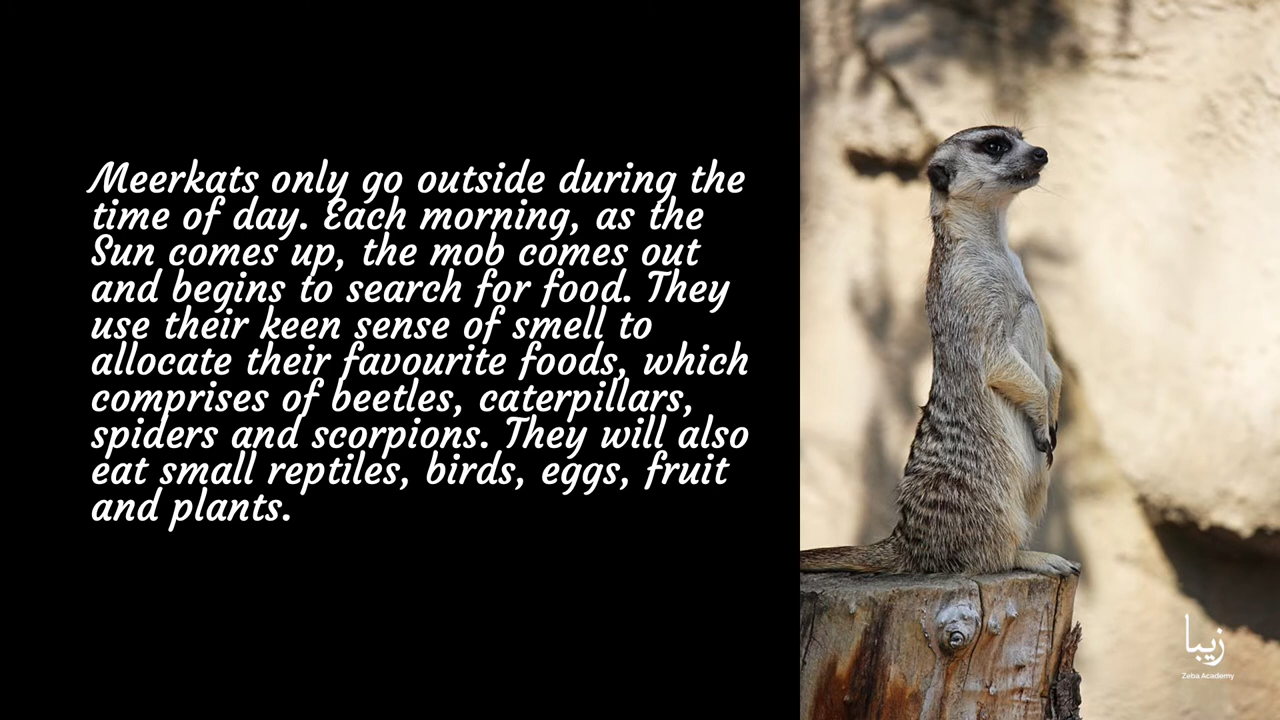 Meerkats only go outside during the
time of day. Each morning, as the
Sun comes up, the mob comes out
and begins to search for food. They
use their keen sense of smell to
allocate their favourite foods, which
comprises of beetles, caterpillars,
spiders and scorpions. They will also
eat small reptiles, birds, eggs, fruit
and plants.
زیبا
Zeba Academy